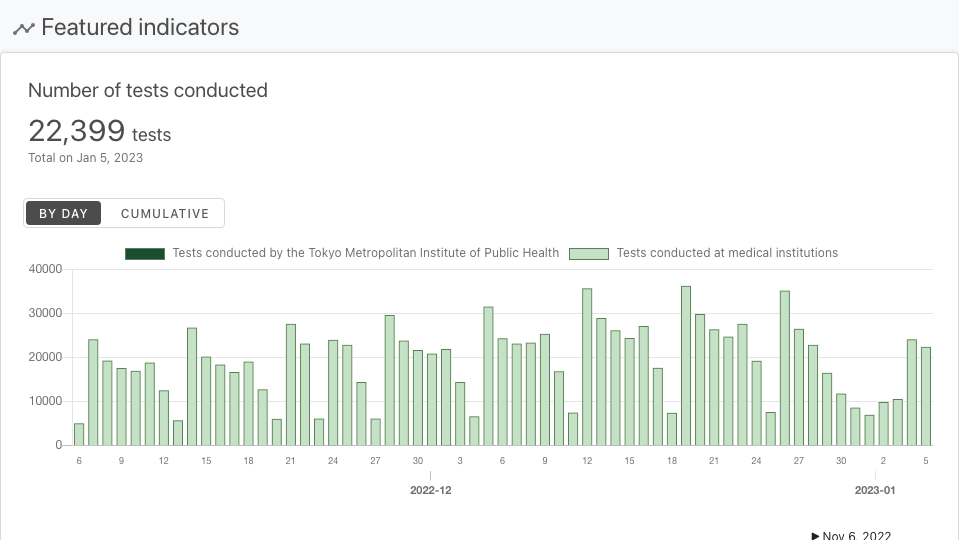 Featured indicators
Number of tests conducted
22,399 tests
Total on Jan 5, 2023
BY DAY CUMULATIVE
Tests conducted by the Tokyo Metropolitan Institute of Public Health Tests conducted at medical institutions
40000
30000
20000
10000
0
6 9 12 15 18 21 24 27 30 3 6 9 12 15 18 21 24 27 30 2 5
2022-12 2023-01
▶ Nov 6, 2022